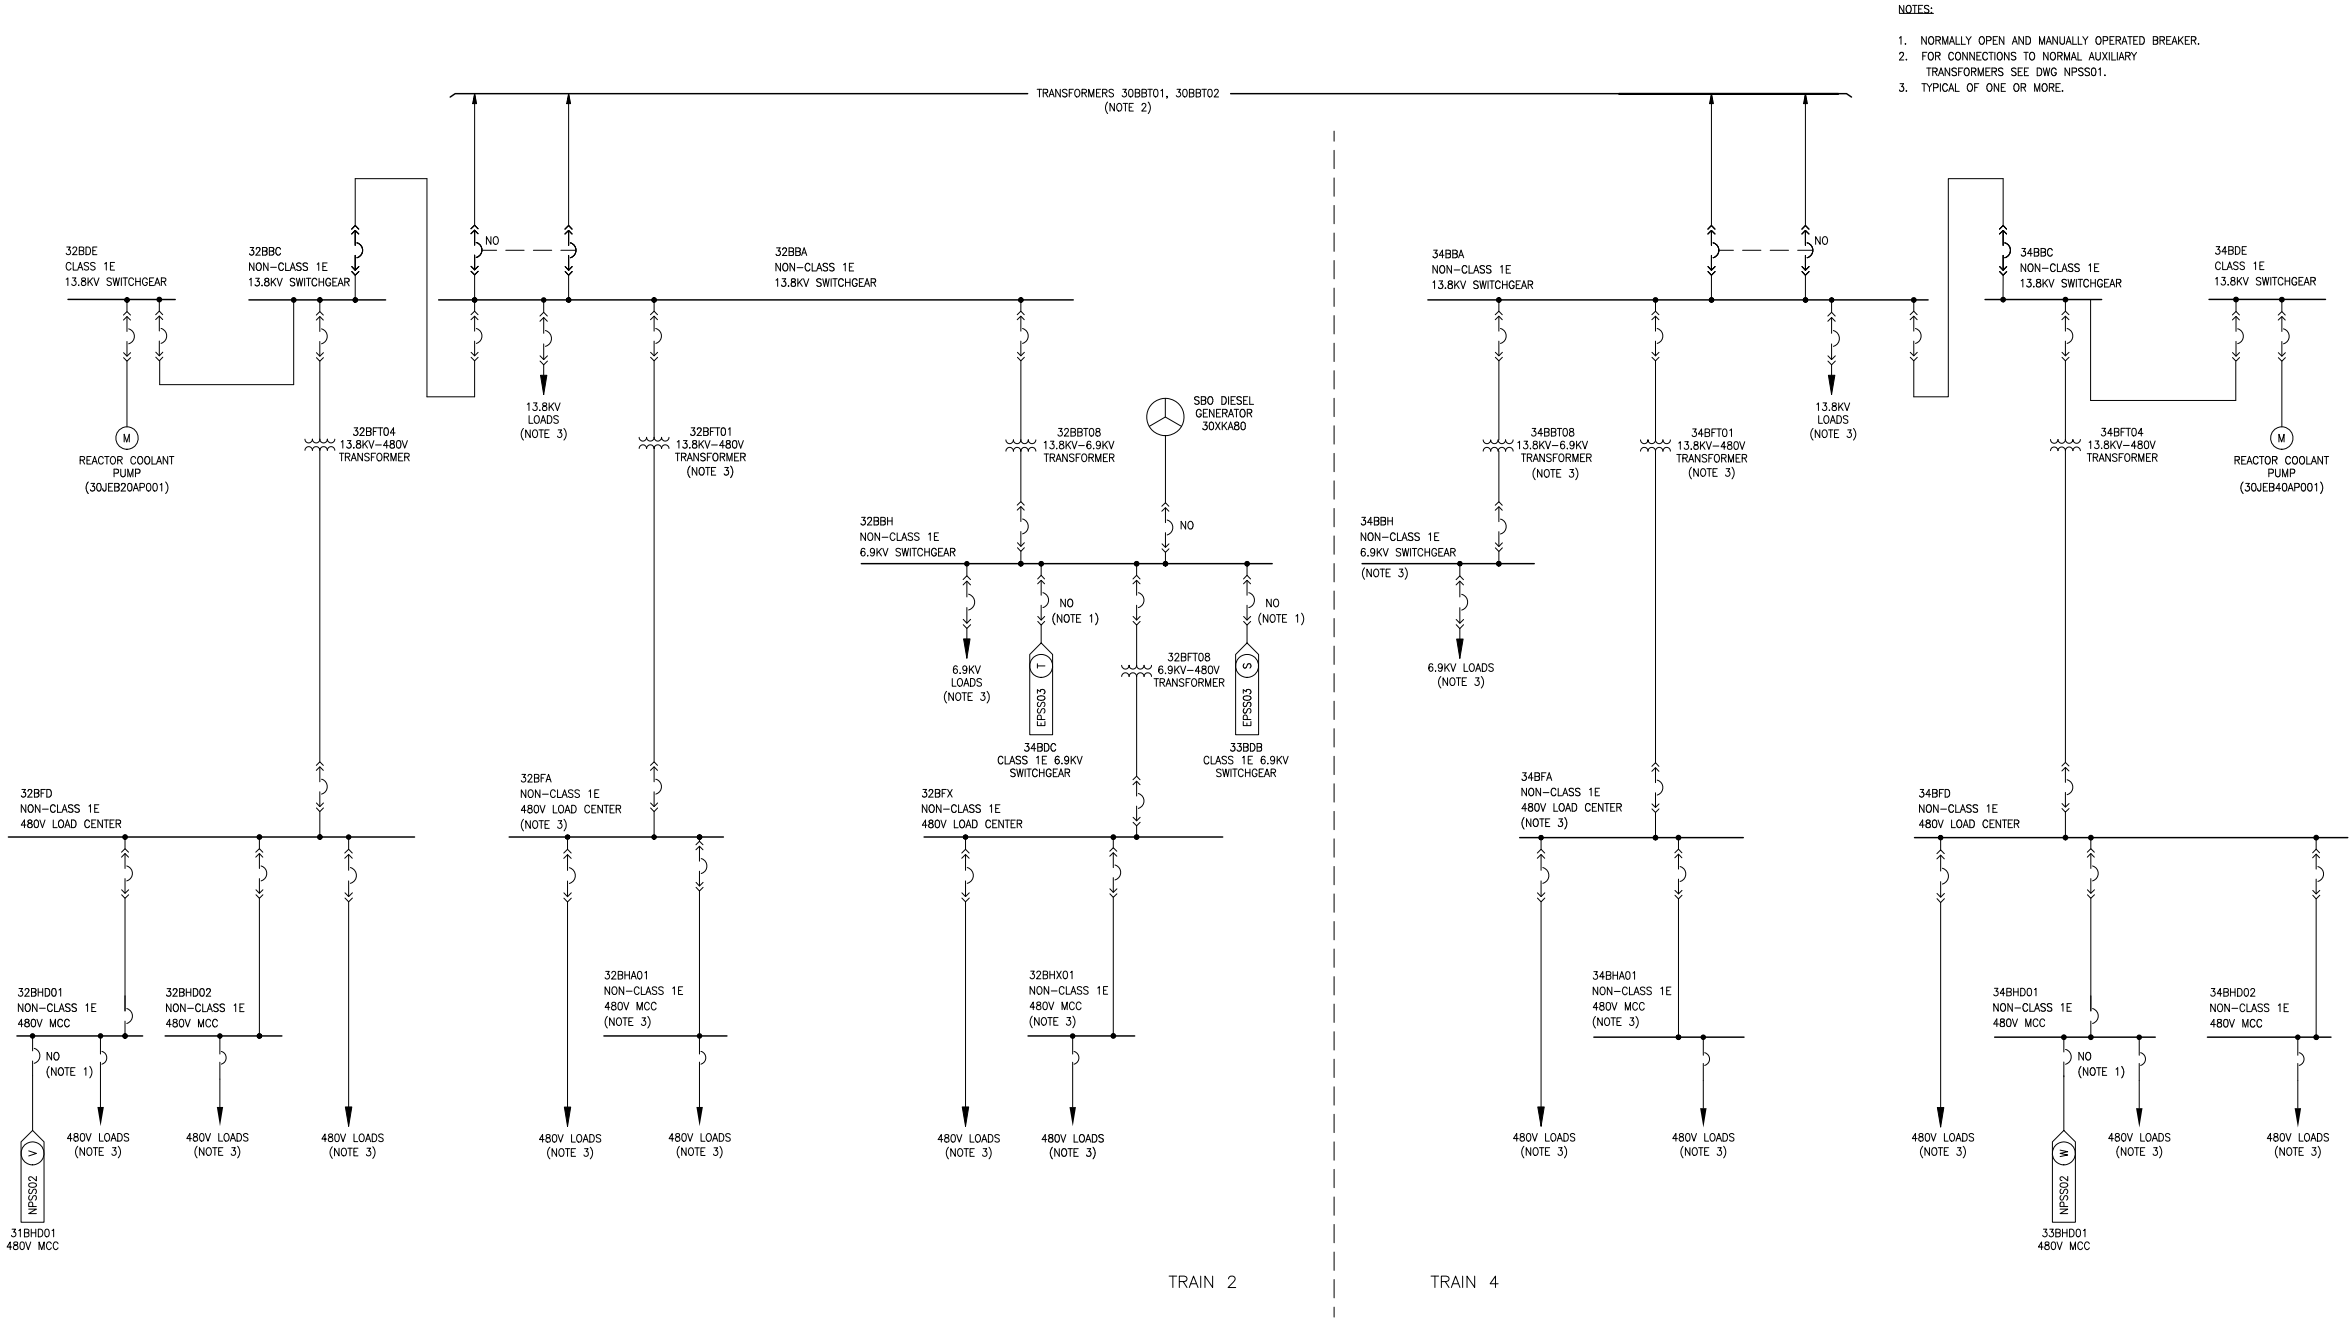 NOTES:
1. NORMALLY OPEN AND MANUALLY OPERATED BREAKER.
2. FOR CONNECTIONS TO NORMAL AUXILIARY
TRANSFORMERS SEE DWG NPSS01.
3. TYPICAL OF ONE OR MORE.
TRANSFORMERS 30BBT01, 30BBT02
(NOTE 2)
32BDE
CLASS 1E
13.8KV SWITCHGEAR
32BBC
NON-CLASS 1E
13.8KV SWITCHGEAR
NO
32BBA
NON-CLASS 1E
13.8KV SWITCHGEAR
M
REACTOR COOLANT
PUMP
(30JEB20AP001)
32BFT04
13.8KV-480V
TRANSFORMER
13.8KV
LOADS
(NOTE 3)
32BFT01
13.8KV-480V
TRANSFORMER
(NOTE 3)
32BBT08
13.8KV-6.9KV
TRANSFORMER
SBO DIESEL
GENERATOR
30XKA80
NO
32BBH
NON-CLASS 1E
6.9KV SWITCHGEAR
6.9KV
LOADS
(NOTE 3)
NO
(NOTE 1)
T
EPSS03
34BDC
CLASS 1E 6.9KV
SWITCHGEAR
32BFT08
6.9KV-480V
TRANSFORMER
NO
(NOTE 1)
S
EPSS03
33BDB
CLASS 1E 6.9KV
SWITCHGEAR
32BFD
NON-CLASS 1E
480V LOAD CENTER
32BFA
NON-CLASS 1E
480V LOAD CENTER
(NOTE 3)
32BFX
NON-CLASS 1E
480V LOAD CENTER
32BHD01
NON-CLASS 1E
480V MCC
32BHD02
NON-CLASS 1E
480V MCC
32BHA01
NON-CLASS 1E
480V MCC
(NOTE 3)
32BHX01
NON-CLASS 1E
480V MCC
(NOTE 3)
NO
(NOTE 1)
V
NPSS02
31BHD01
480V MCC
480V LOADS
(NOTE 3)
480V LOADS
(NOTE 3)
480V LOADS
(NOTE 3)
480V LOADS
(NOTE 3)
480V LOADS
(NOTE 3)
480V LOADS
(NOTE 3)
480V LOADS
(NOTE 3)
TRAIN 2
34BBA
NON-CLASS 1E
13.8KV SWITCHGEAR
NO
34BBC
NON-CLASS 1E
13.8KV SWITCHGEAR
34BDE
CLASS 1E
13.8KV SWITCHGEAR
34BBT08
13.8KV-6.9KV
TRANSFORMER
(NOTE 3)
34BFT01
13.8KV-480V
TRANSFORMER
(NOTE 3)
13.8KV
LOADS
(NOTE 3)
34BFT04
13.8KV-480V
TRANSFORMER
M
REACTOR COOLANT
PUMP
(30JEB40AP001)
34BBH
NON-CLASS 1E
6.9KV SWITCHGEAR
(NOTE 3)
6.9KV LOADS
(NOTE 3)
34BFA
NON-CLASS 1E
480V LOAD CENTER
(NOTE 3)
34BFD
NON-CLASS 1E
480V LOAD CENTER
34BHA01
NON-CLASS 1E
480V MCC
(NOTE 3)
34BHD01
NON-CLASS 1E
480V MCC
34BHD02
NON-CLASS 1E
480V MCC
NO
(NOTE 1)
W
NPSS02
33BHD01
480V MCC
480V LOADS
(NOTE 3)
480V LOADS
(NOTE 3)
480V LOADS
(NOTE 3)
480V LOADS
(NOTE 3)
480V LOADS
(NOTE 3)
TRAIN 4